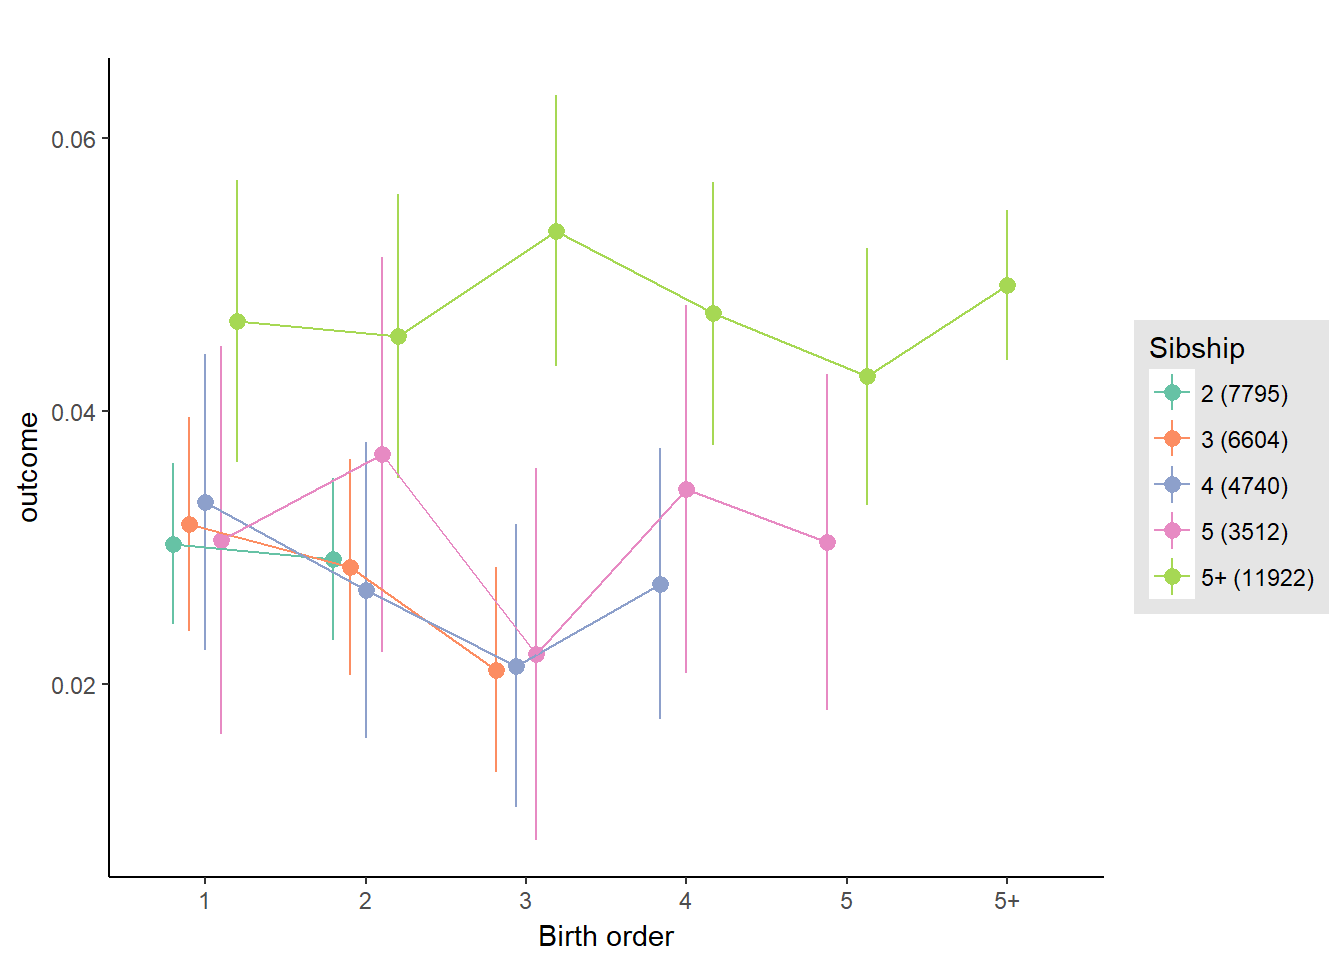 0.06
0.04
0.02
outcome
1 2 3 4 5 5+
Birth order
Sibship
2 (7795)
3 (6604)
4 (4740)
5 (3512)
5+ (11922)